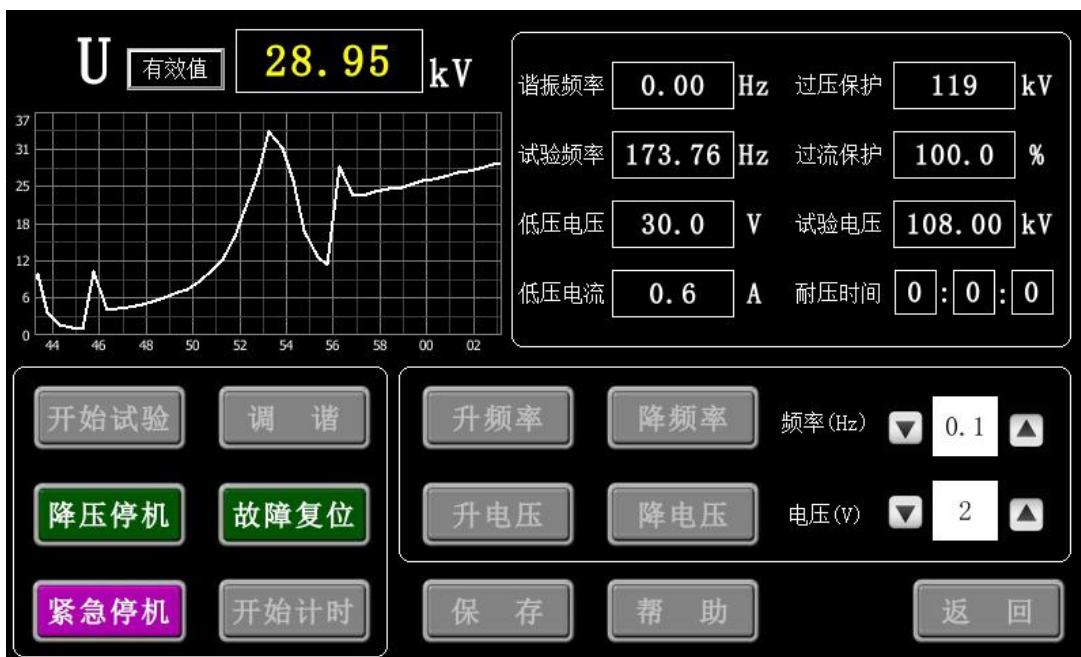 U 有效值 28.95 kV
谐振频率 0.00 Hz 过压保护 119 kV
试验频率 173.76 Hz 过流保护 100.0 %
低压电压 30.0 V 试验电压 108.00 kV
低压电流 0.6 A 耐压时间 0 : 0 : 0
37
31
25
18
12
6
0
44 46 48 50 52 54 56 58 00 02
开始试验 调 谐
降压停机 故障复位
紧急停机 开始计时
升频率 降频率 频率(Hz) 0.1
升电压 降电压 电压(V) 2
保 存 帮 助 返 回